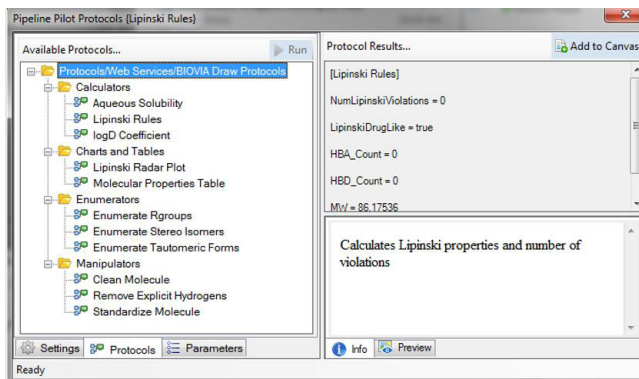 Pipeline Pilot Protocols {Lipinski Rules}
Available Protocols...
Run
Protocols/Web Services/BIOVIA Draw Protocols
Calculators
Aqueous Solubility
Lipinski Rules
logD Coefficient
Charts and Tables
Lipinski Radar Plot
Molecular Properties Table
Enumerators
Enumerate Rgroups
Enumerate Stereo Isomers
Enumerate Tautomeric Forms
Manipulators
Clean Molecule
Remove Explicit Hydrogens
Standardize Molecule
Settings
Protocols
Parameters
Protocol Results...
Add to Canvas
[Lipinski Rules]
NumLipinskiViolations = 0
LipinskiDrugLike = true
HBA_Count = 0
HBD_Count = 0
MW = 86.17536
Calculates Lipinski properties and number of
violations
Info
Preview
Ready